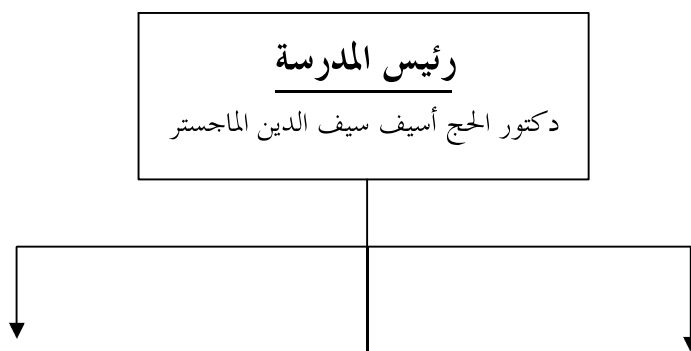 رئيس المدرسة
دكتور الحج أسيف سيف الدين الماجستر